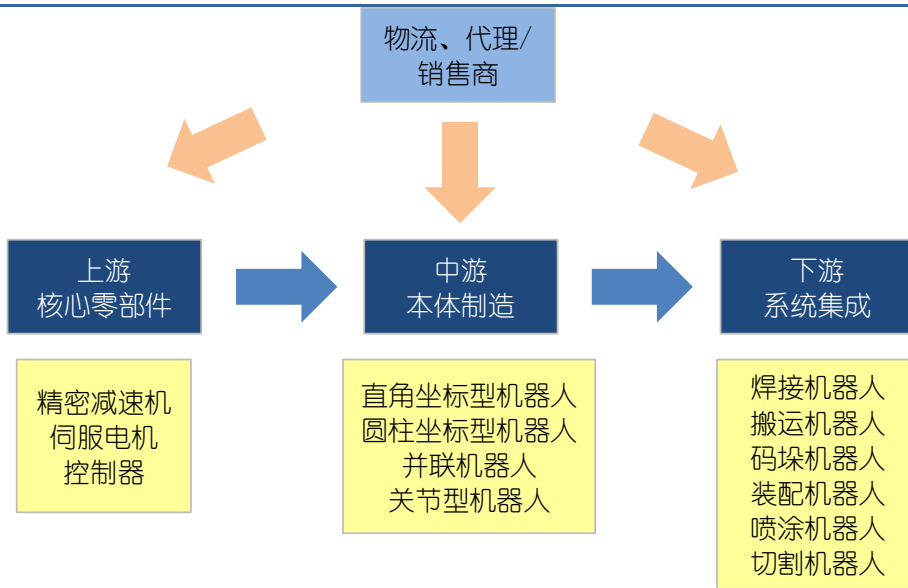 物流、代理/
销售商
上游
核心零部件
中游
本体制造
下游
系统集成
精密减速机
伺服电机
控制器
直角坐标型机器人
圆柱坐标型机器人
并联机器人
关节型机器人
焊接机器人
搬运机器人
码垛机器人
装配机器人
喷涂机器人
切割机器人